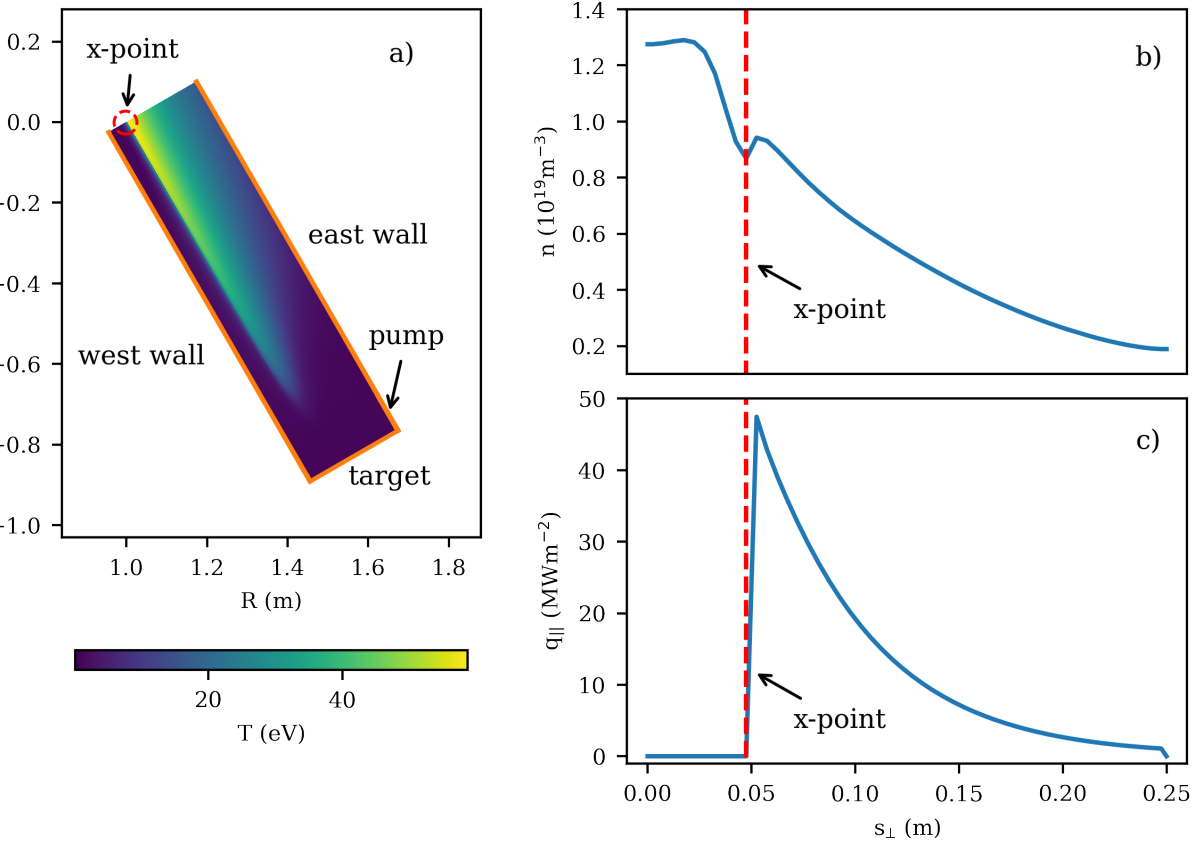 a)
x-point
east wall
west wall
pump
target
0.2
0.0
-0.2
-0.4
-0.6
-0.8
-1.0
1.0 1.2 1.4 1.6 1.8
R (m)
20 40
T (eV)
b)
1.4
1.2
1.0
0.8
0.6
0.4
0.2
n (10¹⁹m⁻³)
x-point
c)
50
40
30
20
10
0
q|| (MWm⁻²)
x-point
0.00 0.05 0.10 0.15 0.20 0.25
s⊥ (m)